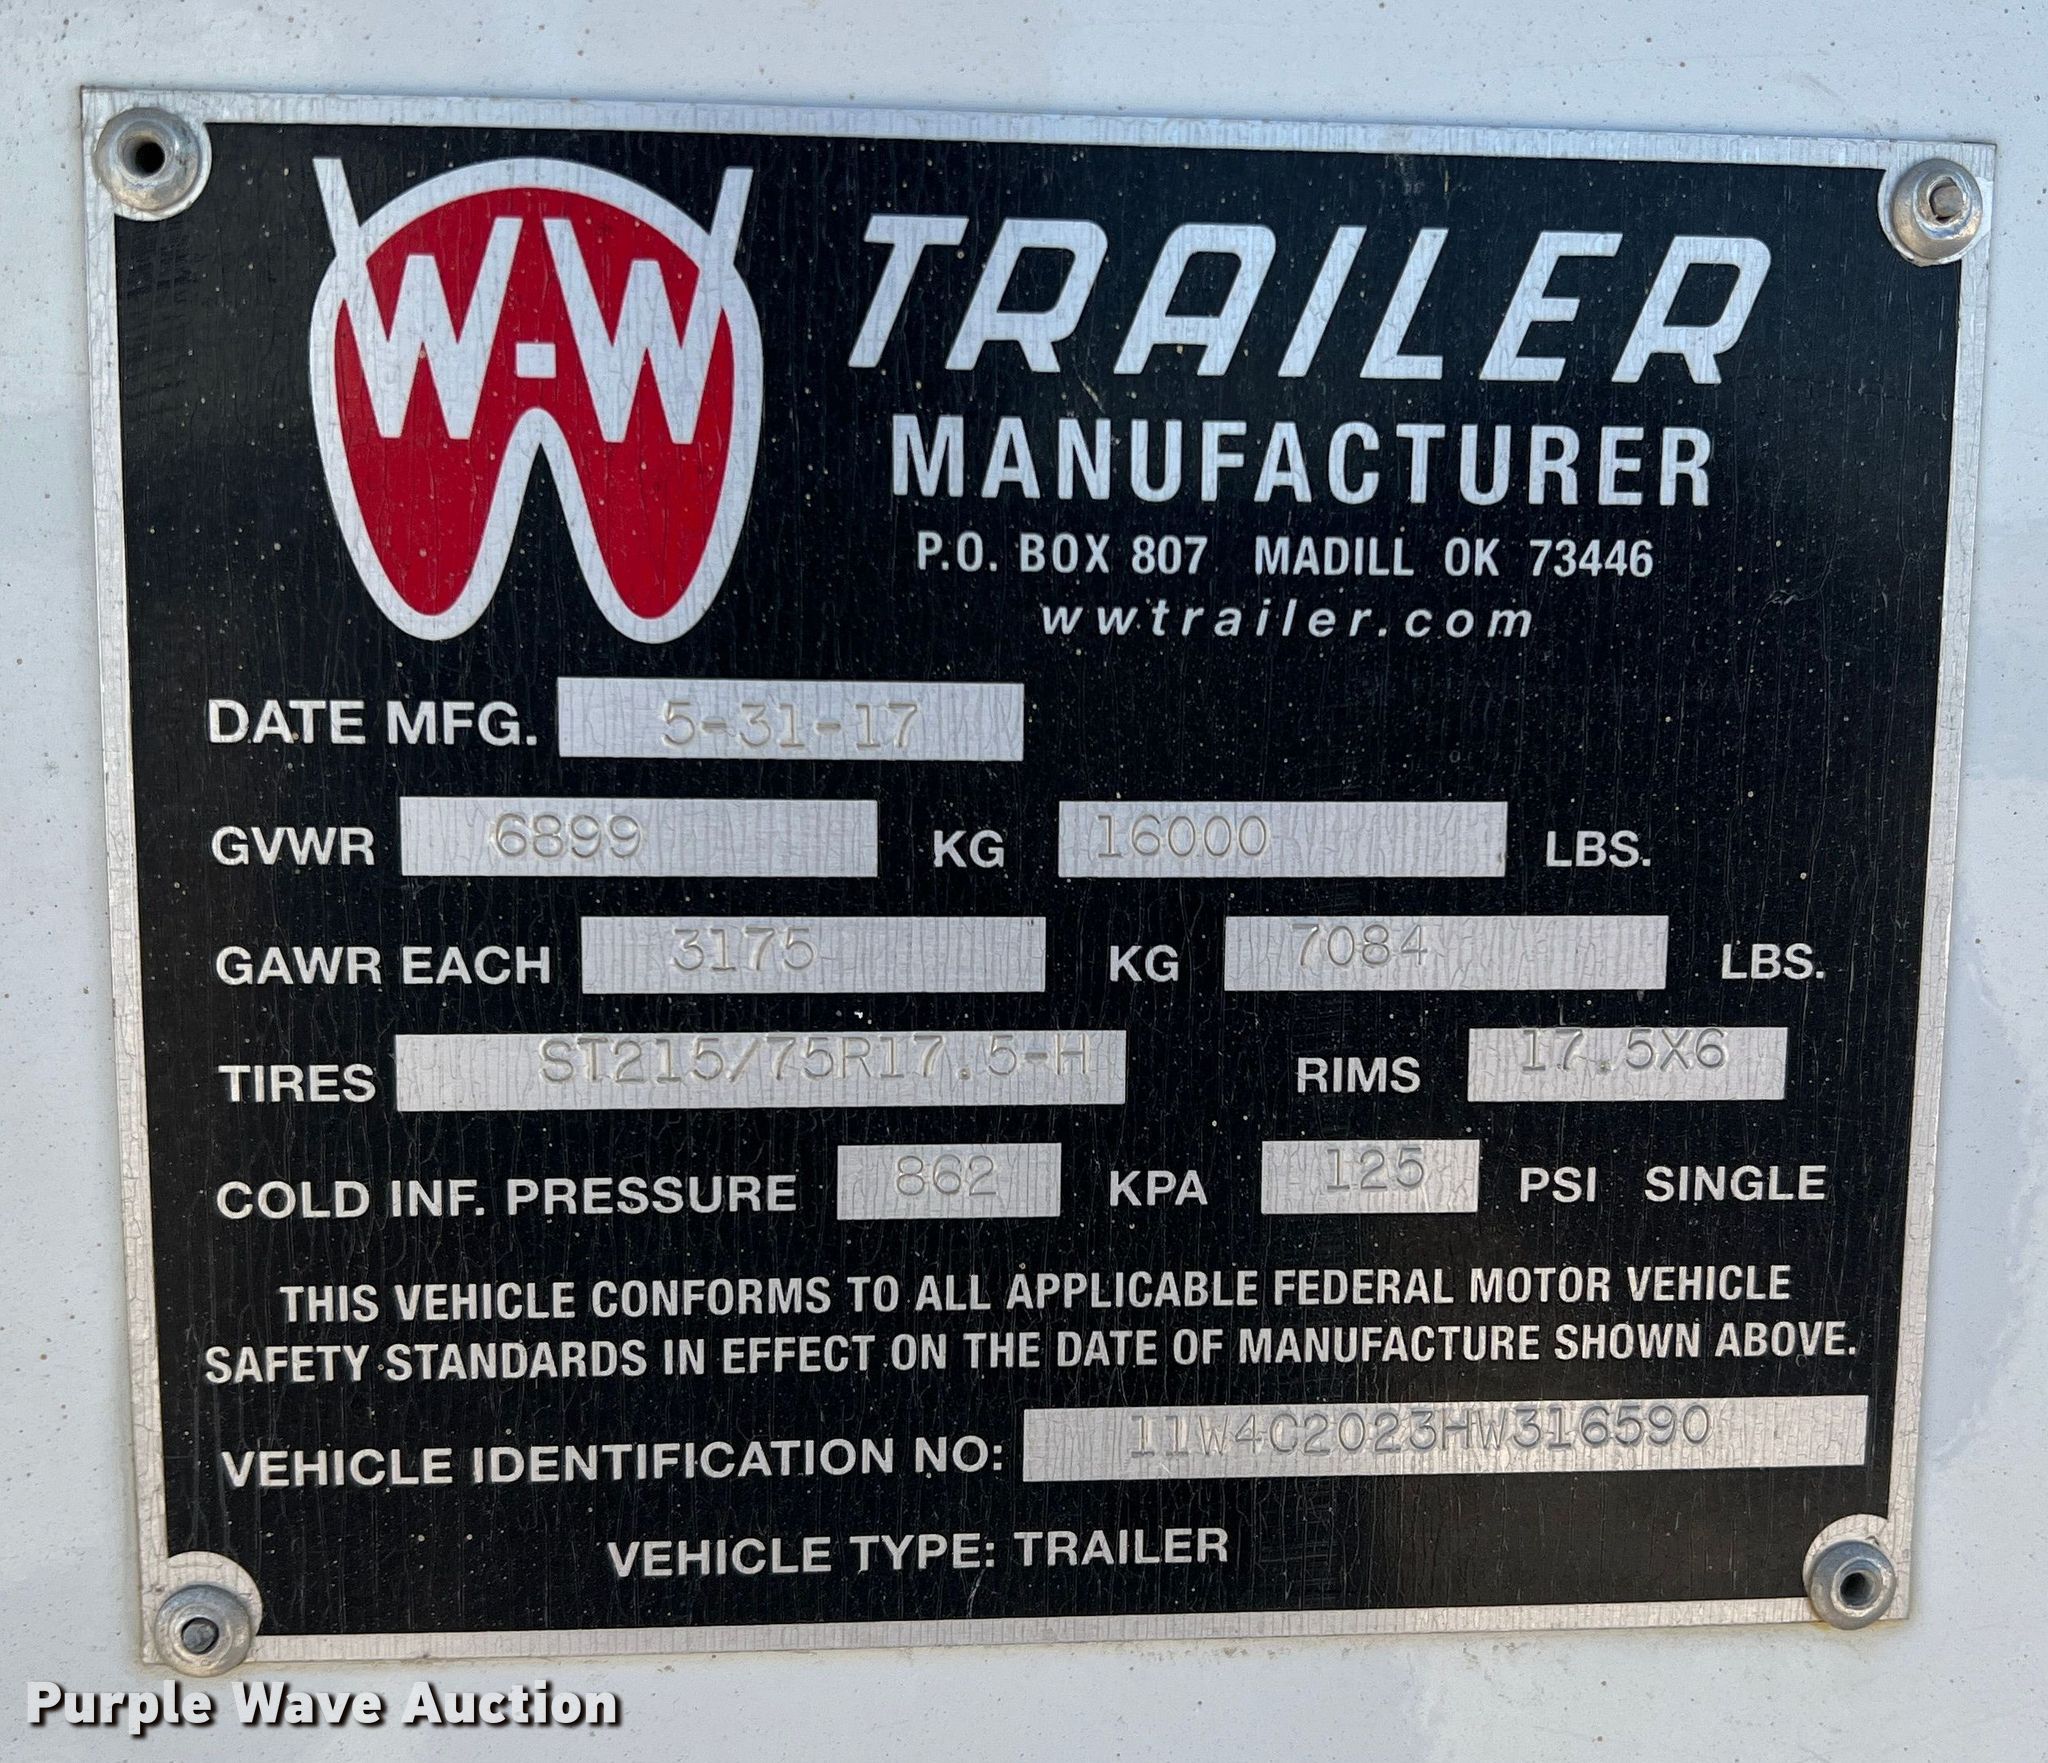 W-W TRAILER
MANUFACTURER
P.O. BOX 807 MADILL OK 73446
wwtrailer.com
DATE MFG. 5-31-17
GVWR 6899 KG 16000 LBS.
GAWR EACH 3175 KG 7084 LBS.
TIRES ST215/75R17.5-H RIMS 17.5X6
COLD INF. PRESSURE 862 KPA 125 PSI SINGLE
THIS VEHICLE CONFORMS TO ALL APPLICABLE FEDERAL MOTOR VEHICLE
SAFETY STANDARDS IN EFFECT ON THE DATE OF MANUFACTURE SHOWN ABOVE.
VEHICLE IDENTIFICATION NO: 11W4C2023HW316590
VEHICLE TYPE: TRAILER
Purple Wave Auction